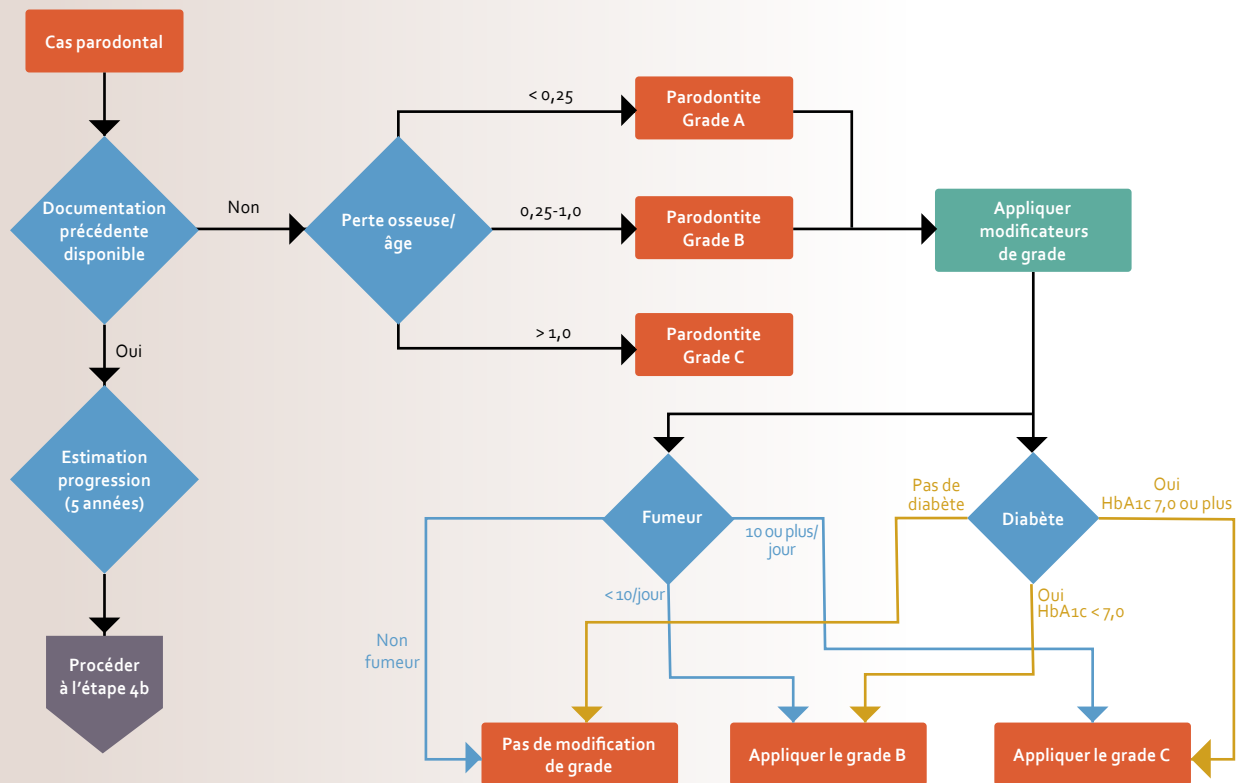 Cas parodontal
Documentation
précédente
disponible
Non
Oui
Estimation
progression
(5 années)
Procéder
à l'étape 4b
Perte osseuse/
âge
< 0,25
0,25-1,0
> 1,0
Parodontite
Grade A
Parodontite
Grade B
Parodontite
Grade C
Appliquer
modificateurs
de grade
Fumeur
Non
fumeur
< 10/jour
10 ou plus/
jour
Diabète
Pas de
diabète
Oui
HbA1c < 7,0
Oui
HbA1c 7,0 ou plus
Pas de modification
de grade
Appliquer le grade B
Appliquer le grade C